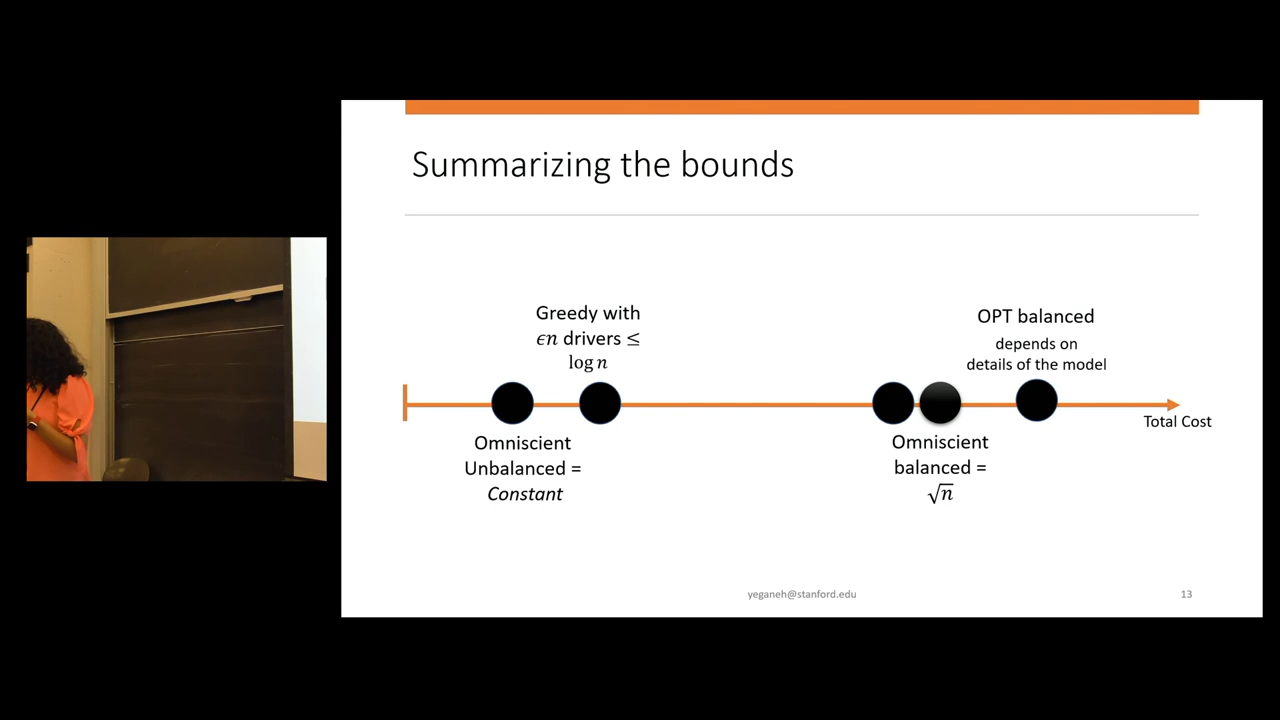 Summarizing the bounds
Greedy with
ϵn drivers ≤
log n
OPT balanced
depends on
details of the model
Total Cost
Omniscient
Unbalanced =
Constant
Omniscient
balanced =
√n
yeganeh@stanford.edu
13